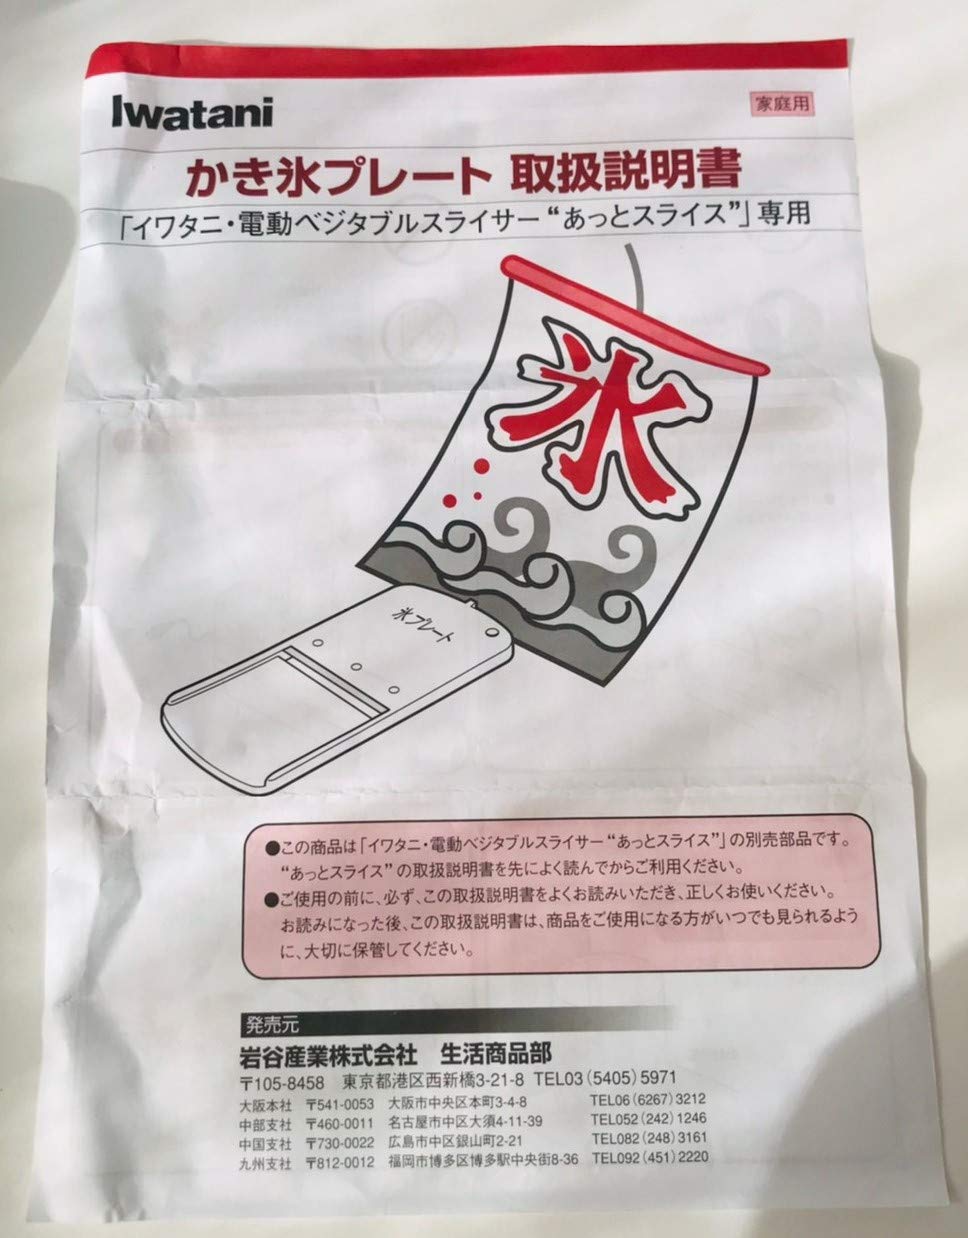 Iwatani
家庭用
かき氷プレート 取扱説明書
「イワタニ・電動ベジタブルスライサー“あっとスライス”」専用
氷
氷プレート
●この商品は「イワタニ・電動ベジタブルスライサー“あっとスライス”」の別売部品です。
“あっとスライス”の取扱説明書を先によく読んでからご利用ください。
●ご使用の前に、必ず、この取扱説明書をよくお読みいただき、正しくお使いください。
お読みになった後、この取扱説明書は、商品をご使用になる方がいつでも見られるよう
に、大切に保管してください。
発売元
岩谷産業株式会社 生活商品部
〒105-8458 東京都港区西新橋3-21-8 TEL03(5405)5971
大阪本社 〒541-0053 大阪市中央区本町3-4-8 TEL06(6267)3212
中部支社 〒460-0011 名古屋市中区大須4-11-39 TEL052(242)1246
中国支社 〒730-0022 広島市中区銀山町2-21 TEL082(248)3161
九州支社 〒812-0012 福岡市博多区博多駅中央街8-36 TEL092(451)2220